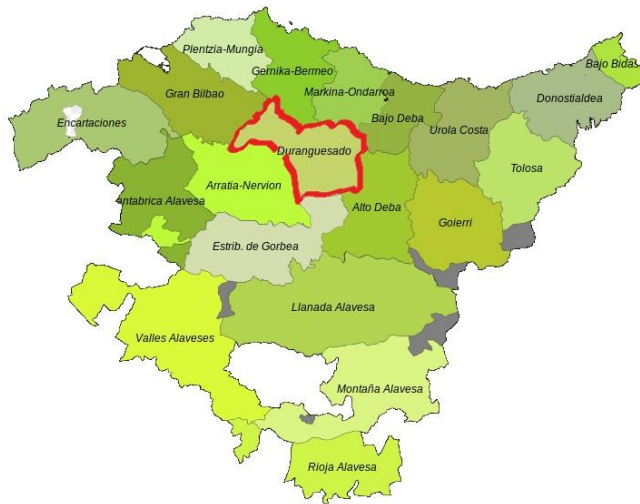 Plentzia-Mungia
Bajo Bidas
Gernika-Bermeo
Gran Bilbao
Markina-Ondarroa
Donostialdea
Encartaciones
Bajo Deba
Urola Costa
Duranguesado
Tolosa
Arratia-Nervion
antabrica Alavesa
Alto Deba
Goierri
Estrib. de Gorbea
Llanada Alavesa
Valles Alaveses
Montaña Alavesa
Rioja Alavesa